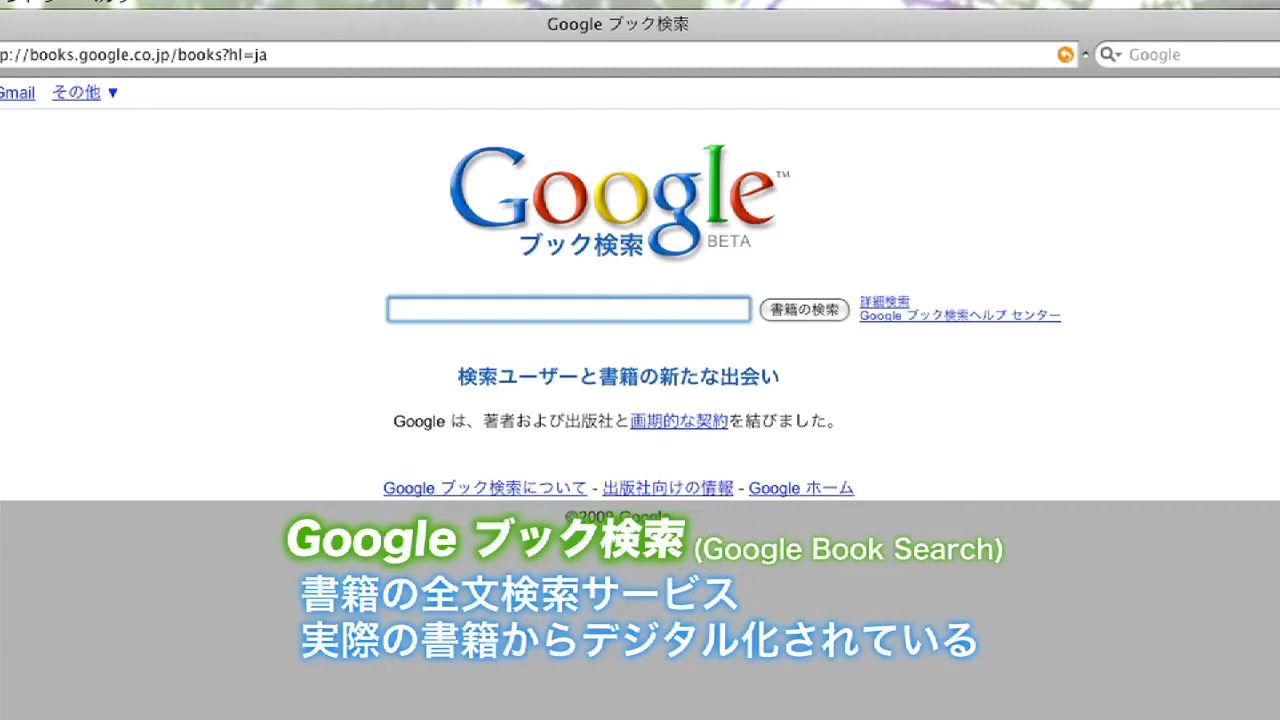 Google ブック検索
p://books.google.co.jp/books?hl=ja
Google
Gmail その他 ▼
Google™
ブック検索 BETA
書籍の検索
詳細検索
Google ブック検索ヘルプ センター
検索ユーザーと書籍の新たな出会い
Google は、著者および出版社と画期的な契約を結びました。
Google ブック検索について - 出版社向けの情報 - Google ホーム
©2009 Google
Google ブック検索 (Google Book Search)
書籍の全文検索サービス
実際の書籍からデジタル化されている